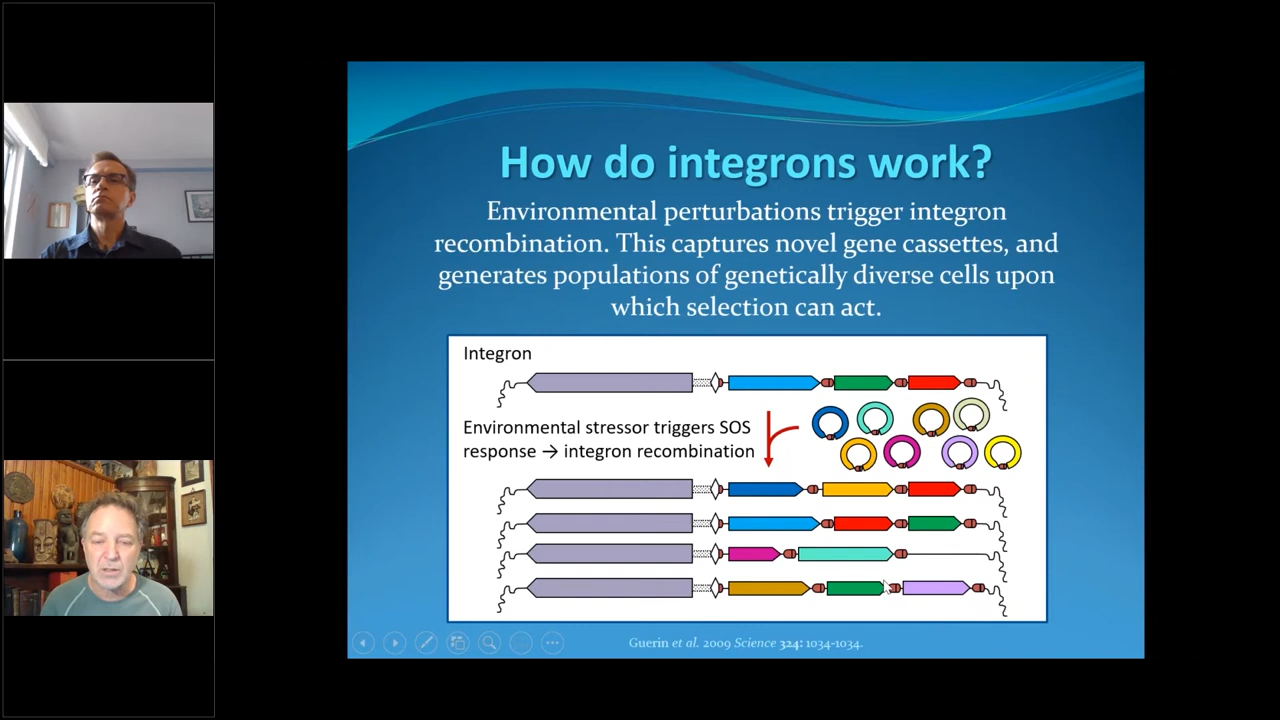 How do integrons work?
Environmental perturbations trigger integron
recombination. This captures novel gene cassettes, and
generates populations of genetically diverse cells upon
which selection can act.
Integron
Environmental stressor triggers SOS
response → integron recombination
Guerin et al. 2009 Science 324: 1034-1034.